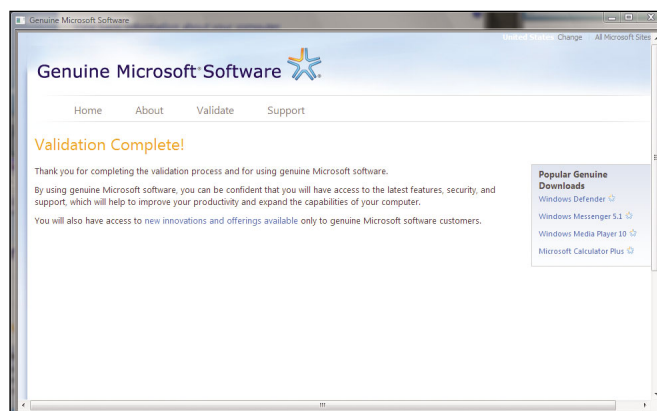 Genuine Microsoft Software
United States Change All Microsoft Sites
Genuine Microsoft® Software
Home About Validate Support
Validation Complete!
Thank you for completing the validation process and for using genuine Microsoft software.
By using genuine Microsoft software, you can be confident that you will have access to the latest features, security, and
support, which will help to improve your productivity and expand the capabilities of your computer.
You will also have access to new innovations and offerings available only to genuine Microsoft software customers.
Popular Genuine
Downloads
Windows Defender
Windows Messenger 5.1
Windows Media Player 10
Microsoft Calculator Plus